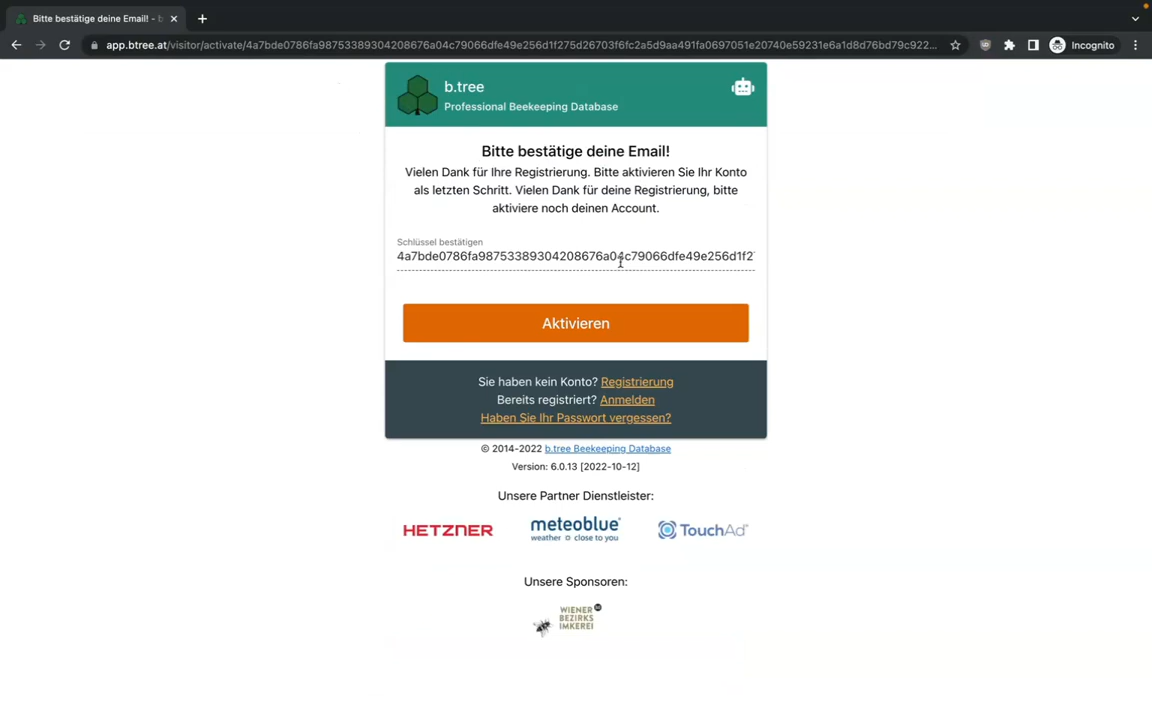 Bitte bestätige deine Email! - b
app.btree.at/visitor/activate/4a7bde0786fa98753389304208676a04c79066dfe49e256d1f275d26703f6fc2a5d9aa491fa0697051e20740e59231e6a1d8d76bd79c922...
Incognito
b.tree
Professional Beekeeping Database
Bitte bestätige deine Email!
Vielen Dank für Ihre Registrierung. Bitte aktivieren Sie Ihr Konto
als letzten Schritt. Vielen Dank für deine Registrierung, bitte
aktiviere noch deinen Account.
Schlüssel bestätigen
4a7bde0786fa98753389304208676a04c79066dfe49e256d1f2
Aktivieren
Sie haben kein Konto? Registrierung
Bereits registriert? Anmelden
Haben Sie Ihr Passwort vergessen?
© 2014-2022 b.tree Beekeeping Database
Version: 6.0.13 [2022-10-12]
Unsere Partner Dienstleister:
HETZNER
meteoblue
weather close to you
TouchAd
Unsere Sponsoren:
WIENER
BEZIRKS
IMKEREI